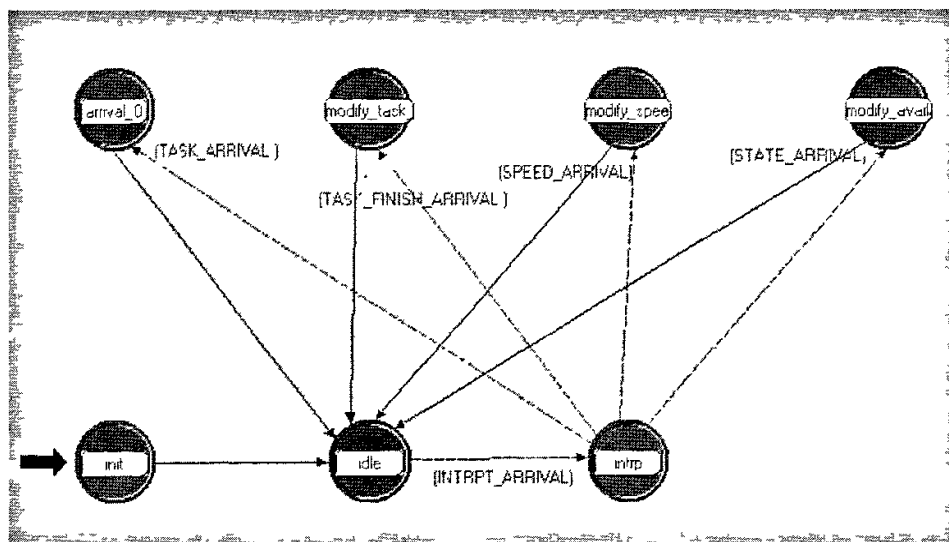 arrival_0
modify_task
modify_spee
modify_avail
(TASK_ARRIVAL )
(SPEED_ARRIVAL)
(STATE_ARRIVAL)
(TASK_FINISH_ARRIVAL )
init
idle
intrp
(INTRPT_ARRIVAL)